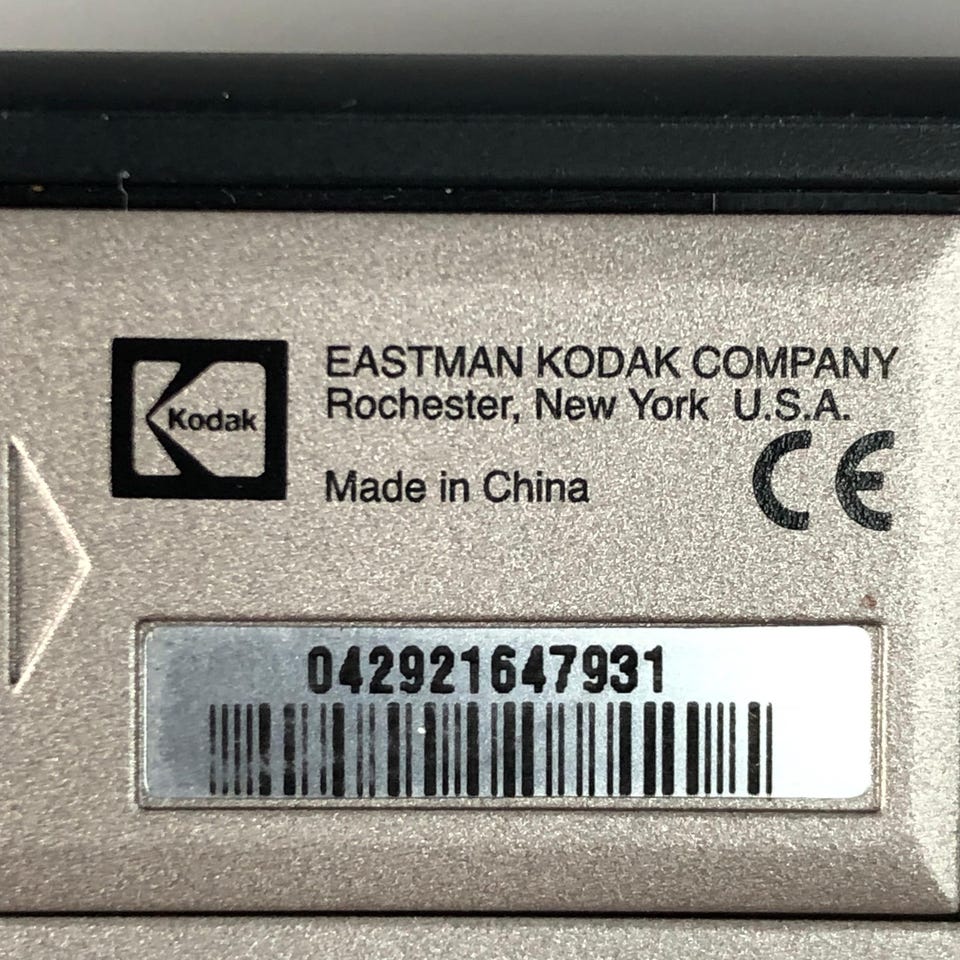 Kodak
EASTMAN KODAK COMPANY
Rochester, New York U.S.A.
Made in China
CE
042921647931